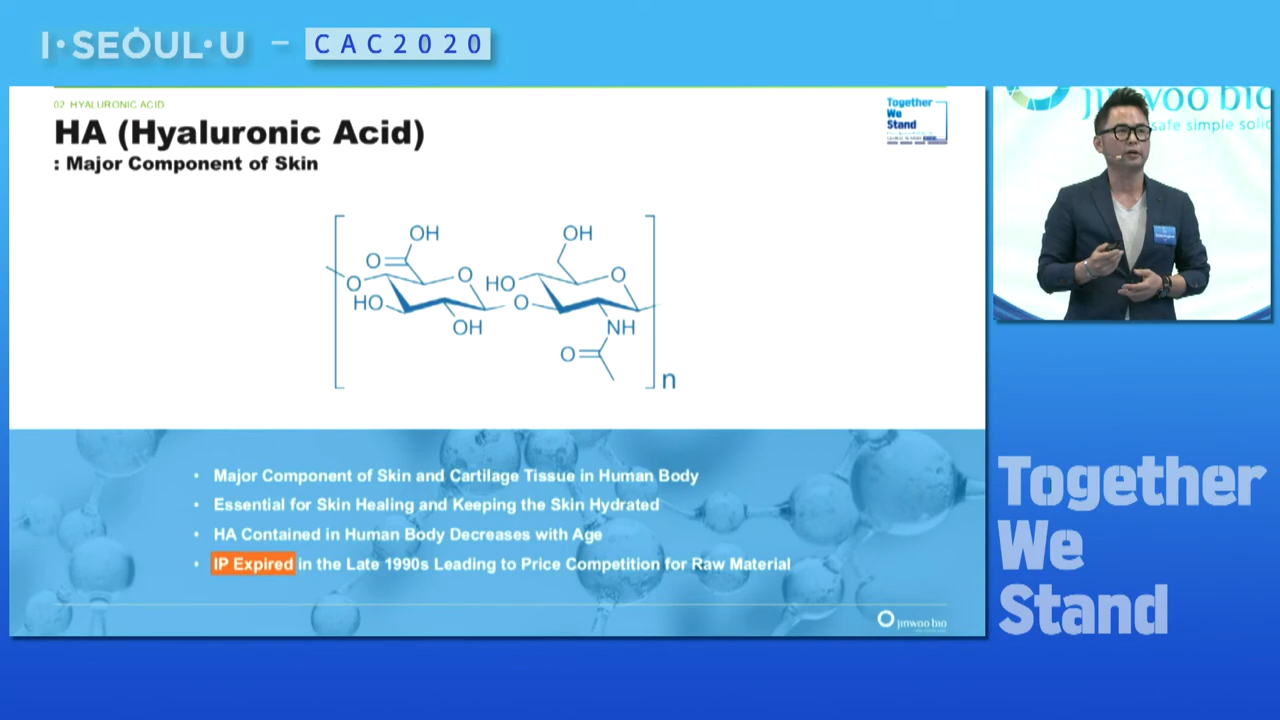 I·SEOUL·U – CAC2020
02 HYALURONIC ACID
HA (Hyaluronic Acid)
: Major Component of Skin
Together
We
Stand
OH
OH
O
O
O
O
HO
HO
O
OH
NH
O
n
• Major Component of Skin and Cartilage Tissue in Human Body
• Essential for Skin Healing and Keeping the Skin Hydrated
• HA Contained in Human Body Decreases with Age
• IP Expired in the Late 1990s Leading to Price Competition for Raw Material
jinwoo bio
jinwoo bio
safe simple solid
Together
We
Stand